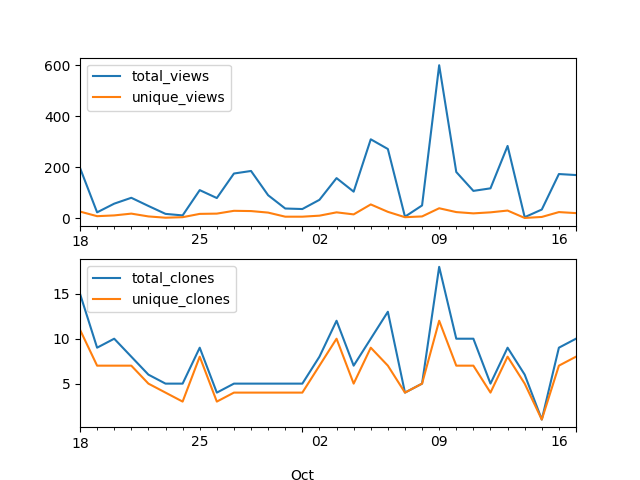 600
400
200
0
total_views
unique_views
18 25 02 09 16
15
10
5
total_clones
unique_clones
18 25 02 09 16
Oct